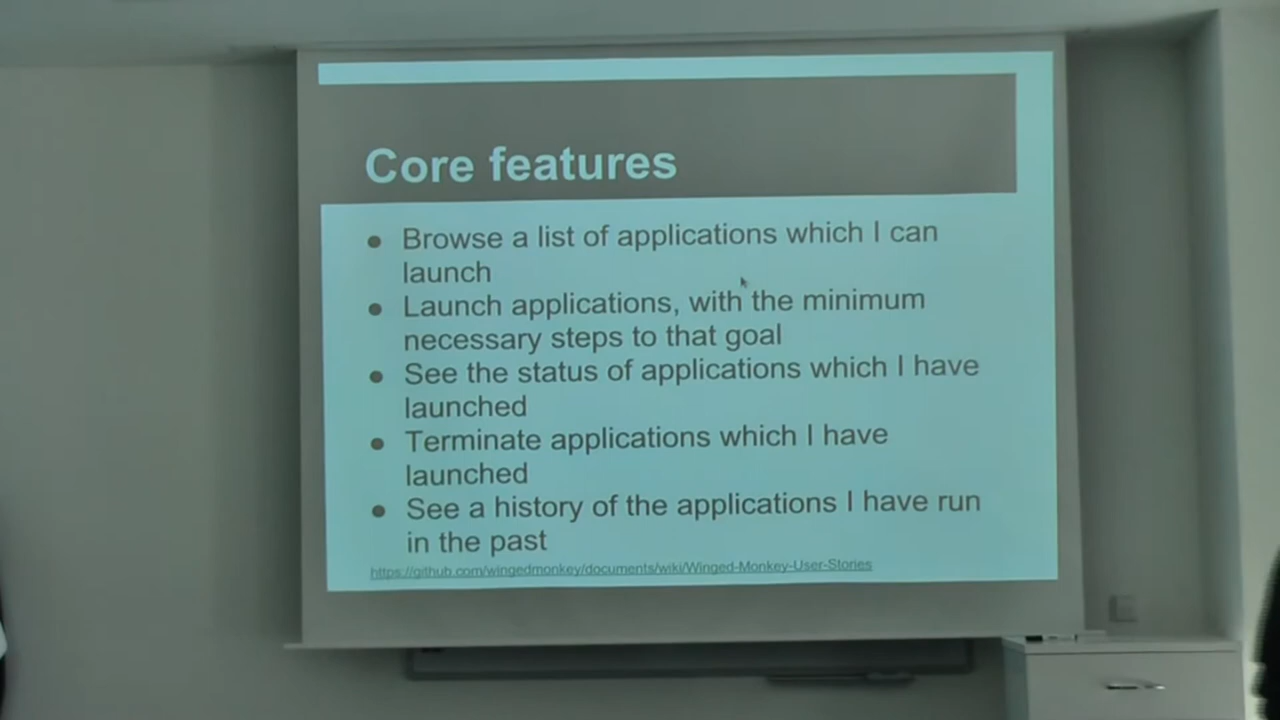 Core features
● Browse a list of applications which I can
launch
● Launch applications, with the minimum
necessary steps to that goal
● See the status of applications which I have
launched
● Terminate applications which I have
launched
● See a history of the applications I have run
in the past
https://github.com/wingedmonkey/documents/wiki/Winged-Monkey-User-Stories